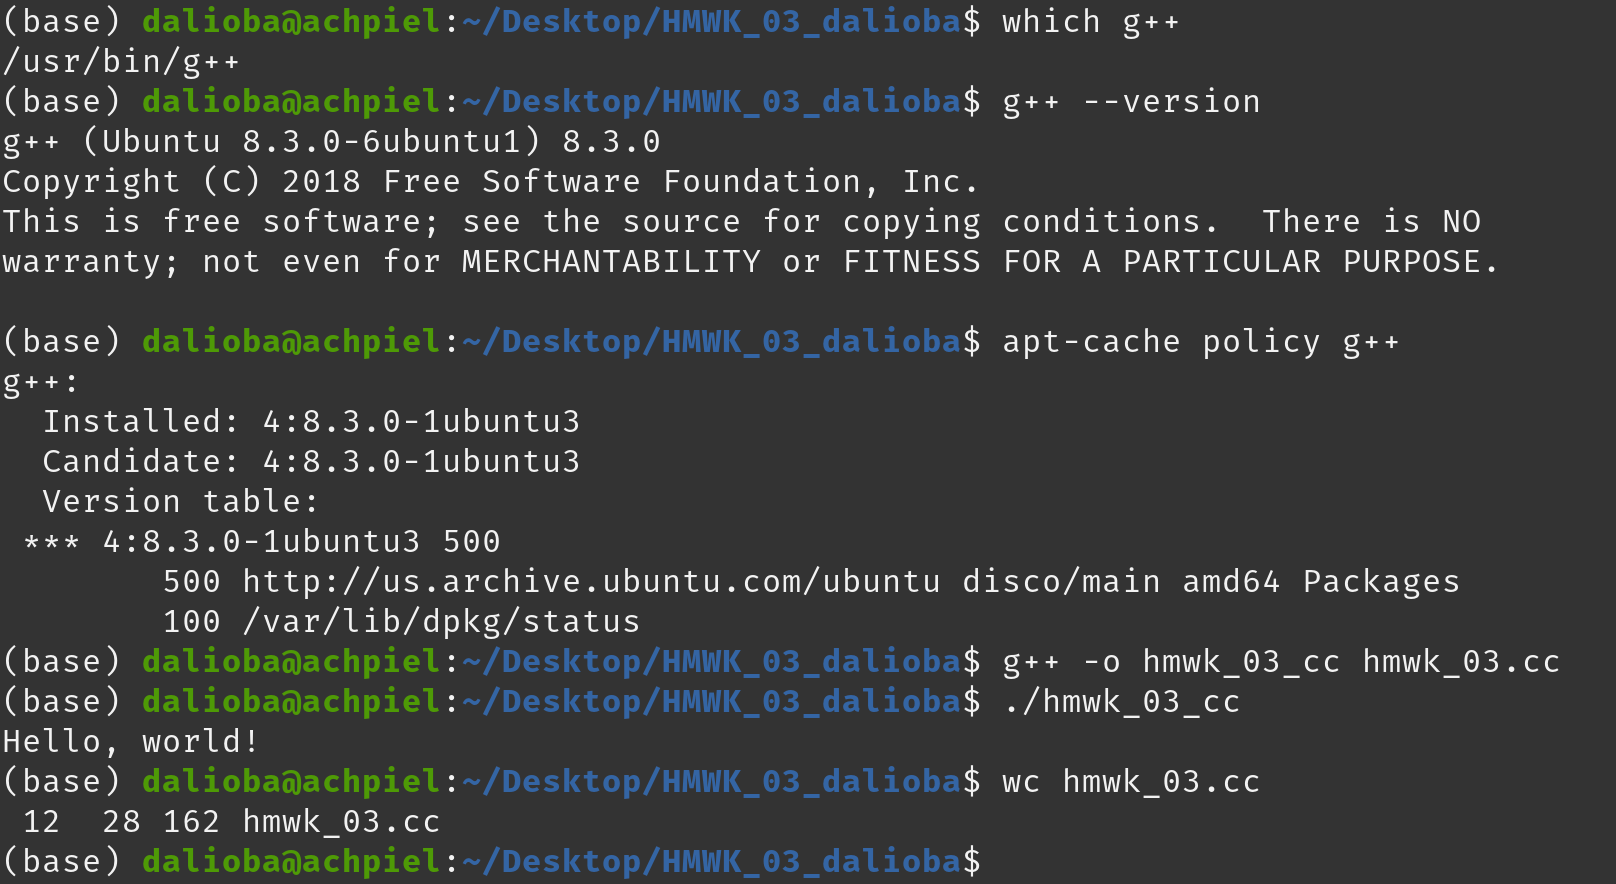 (base) dalioba@achpiel:~/Desktop/HMWK_03_dalioba$ which g++
/usr/bin/g++
(base) dalioba@achpiel:~/Desktop/HMWK_03_dalioba$ g++ --version
g++ (Ubuntu 8.3.0-6ubuntu1) 8.3.0
Copyright (C) 2018 Free Software Foundation, Inc.
This is free software; see the source for copying conditions.  There is NO
warranty; not even for MERCHANTABILITY or FITNESS FOR A PARTICULAR PURPOSE.

(base) dalioba@achpiel:~/Desktop/HMWK_03_dalioba$ apt-cache policy g++
g++:
  Installed: 4:8.3.0-1ubuntu3
  Candidate: 4:8.3.0-1ubuntu3
  Version table:
 *** 4:8.3.0-1ubuntu3 500
        500 http://us.archive.ubuntu.com/ubuntu disco/main amd64 Packages
        100 /var/lib/dpkg/status
(base) dalioba@achpiel:~/Desktop/HMWK_03_dalioba$ g++ -o hmwk_03_cc hmwk_03.cc
(base) dalioba@achpiel:~/Desktop/HMWK_03_dalioba$ ./hmwk_03_cc
Hello, world!
(base) dalioba@achpiel:~/Desktop/HMWK_03_dalioba$ wc hmwk_03.cc
 12  28 162 hmwk_03.cc
(base) dalioba@achpiel:~/Desktop/HMWK_03_dalioba$